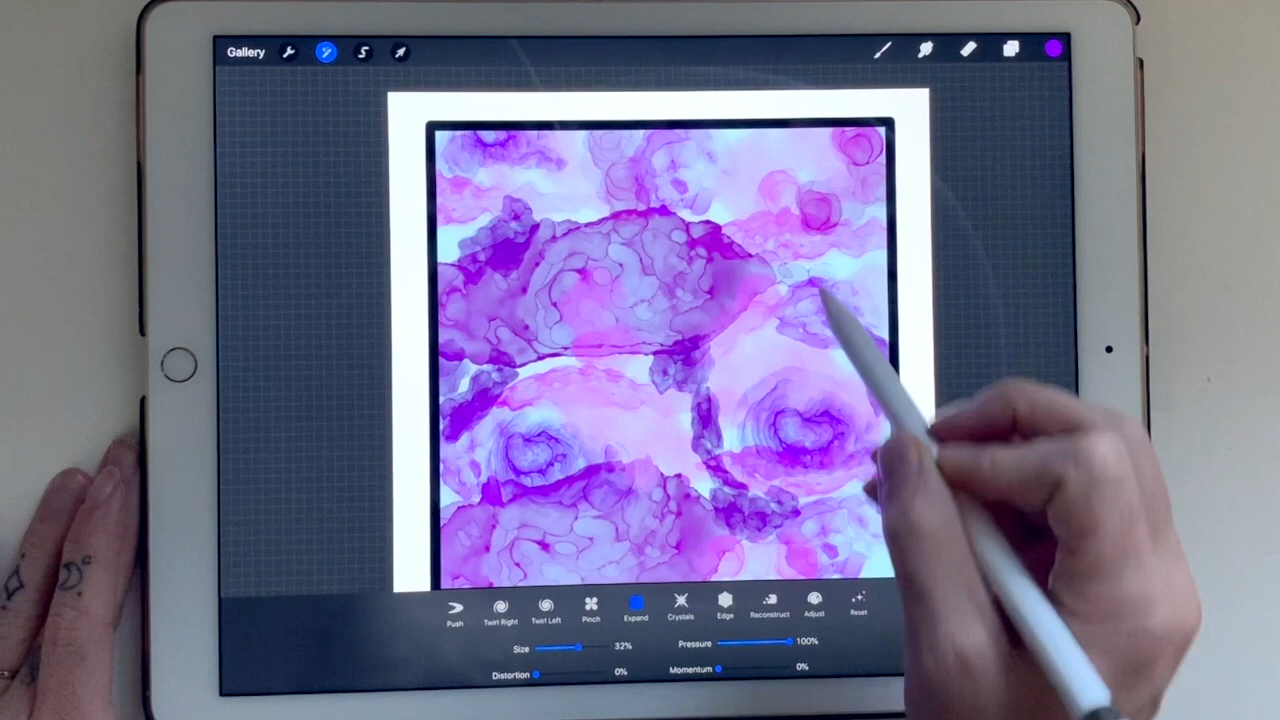 Gallery
Push Twirl Right Twirl Left Pinch Expand Crystals Edge Reconstruct Adjust Reset
Size 32% Pressure 100%
Distortion 0% Momentum 0%